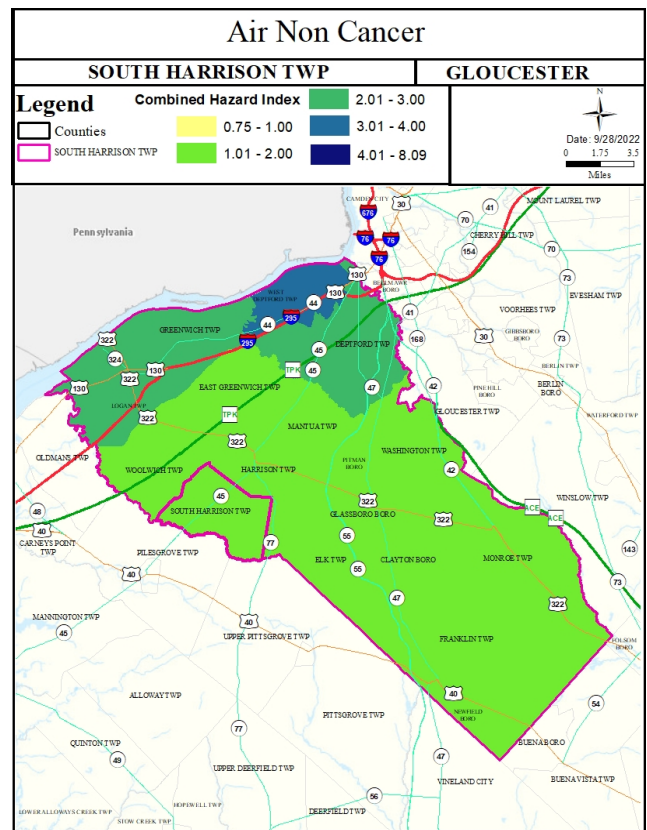 Air Non Cancer
SOUTH HARRISON TWP
GLOUCESTER
Legend
Counties
SOUTH HARRISON TWP
Combined Hazard Index
0.75 - 1.00
1.01 - 2.00
2.01 - 3.00
3.01 - 4.00
4.01 - 8.09
N
Date: 9/28/2022
0 1.75 3.5
Miles
CAMDEN CITY
30
41
MOUNT LAUREL TWP
676
70
Pennsylvania
76
76
CHERRY HILL TWP
154
70
76
130
BELLMAWR
BORO
73
WEST
DEPTFORD TWP
44
130
EVESHAM TWP
295
41
VOORHEES TWP
GREENWICH TWP
44
322
295
45
DEPTFORD TWP
168
30
GIBBSBORO
BORO
73
324
TPK
45
BERLIN TWP
130
322
130
EAST GREENWICH TWP
47
42
PINE HILL
BORO
BERLIN
BORO
LOGAN TWP
322
TPK
GLOUCESTER TWP
WATERFORD TWP
MANTUA TWP
322
WASHINGTON TWP
OLDMANS TWP
WOOLWICH TWP
HARRISON TWP
PITMAN
BORO
42
45
322
WINSLOW TWP
48
SOUTH HARRISON TWP
GLASSBORO BORO
322
ACE
ACE
40
CARNEYS POINT
TWP
PILESGROVE TWP
77
55
143
ELK TWP
CLAYTON BORO
MONROE TWP
40
55
73
47
322
MANNINGTON TWP
40
45
UPPER PITTSGROVE TWP
FRANKLIN TWP
FOLSOM
BORO
ALLOWAY TWP
40
54
PITTSGROVE TWP
NEWFIELD
BORO
QUINTON TWP
77
BUENA BORO
49
UPPER DEERFIELD TWP
47
VINELAND CITY
BUENA VISTA TWP
56
LOWER ALLOWAYS CREEK TWP
HOPEWELL TWP
DEERFIELD TWP
STOW CREEK TWP